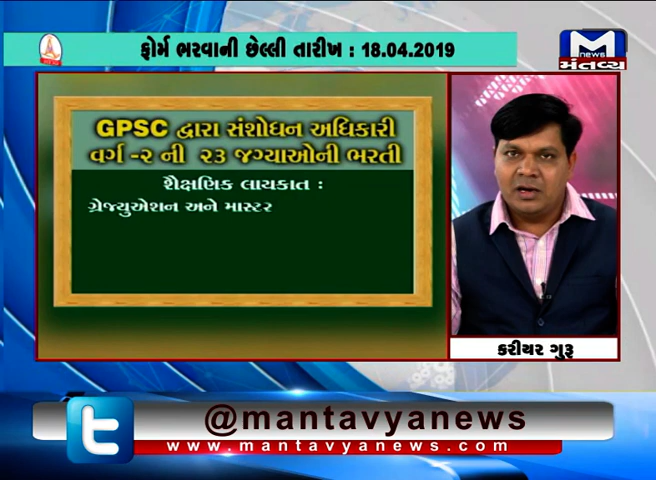 ફોર્મ ભરવાની છેલ્લી તારીખ : 18.04.2019
M
news
મંતવ્ય
GPSC દ્વારા સંશોધન અધિકારી
વર્ગ -૨ ની ૨૩ જગ્યાઓની ભરતી
શૈક્ષણિક લાયકાત :
ગ્રેજ્યુએશન અને માસ્ટર
કરીયર ગુરૂ
@mantavyanews
www.mantavyanews.com